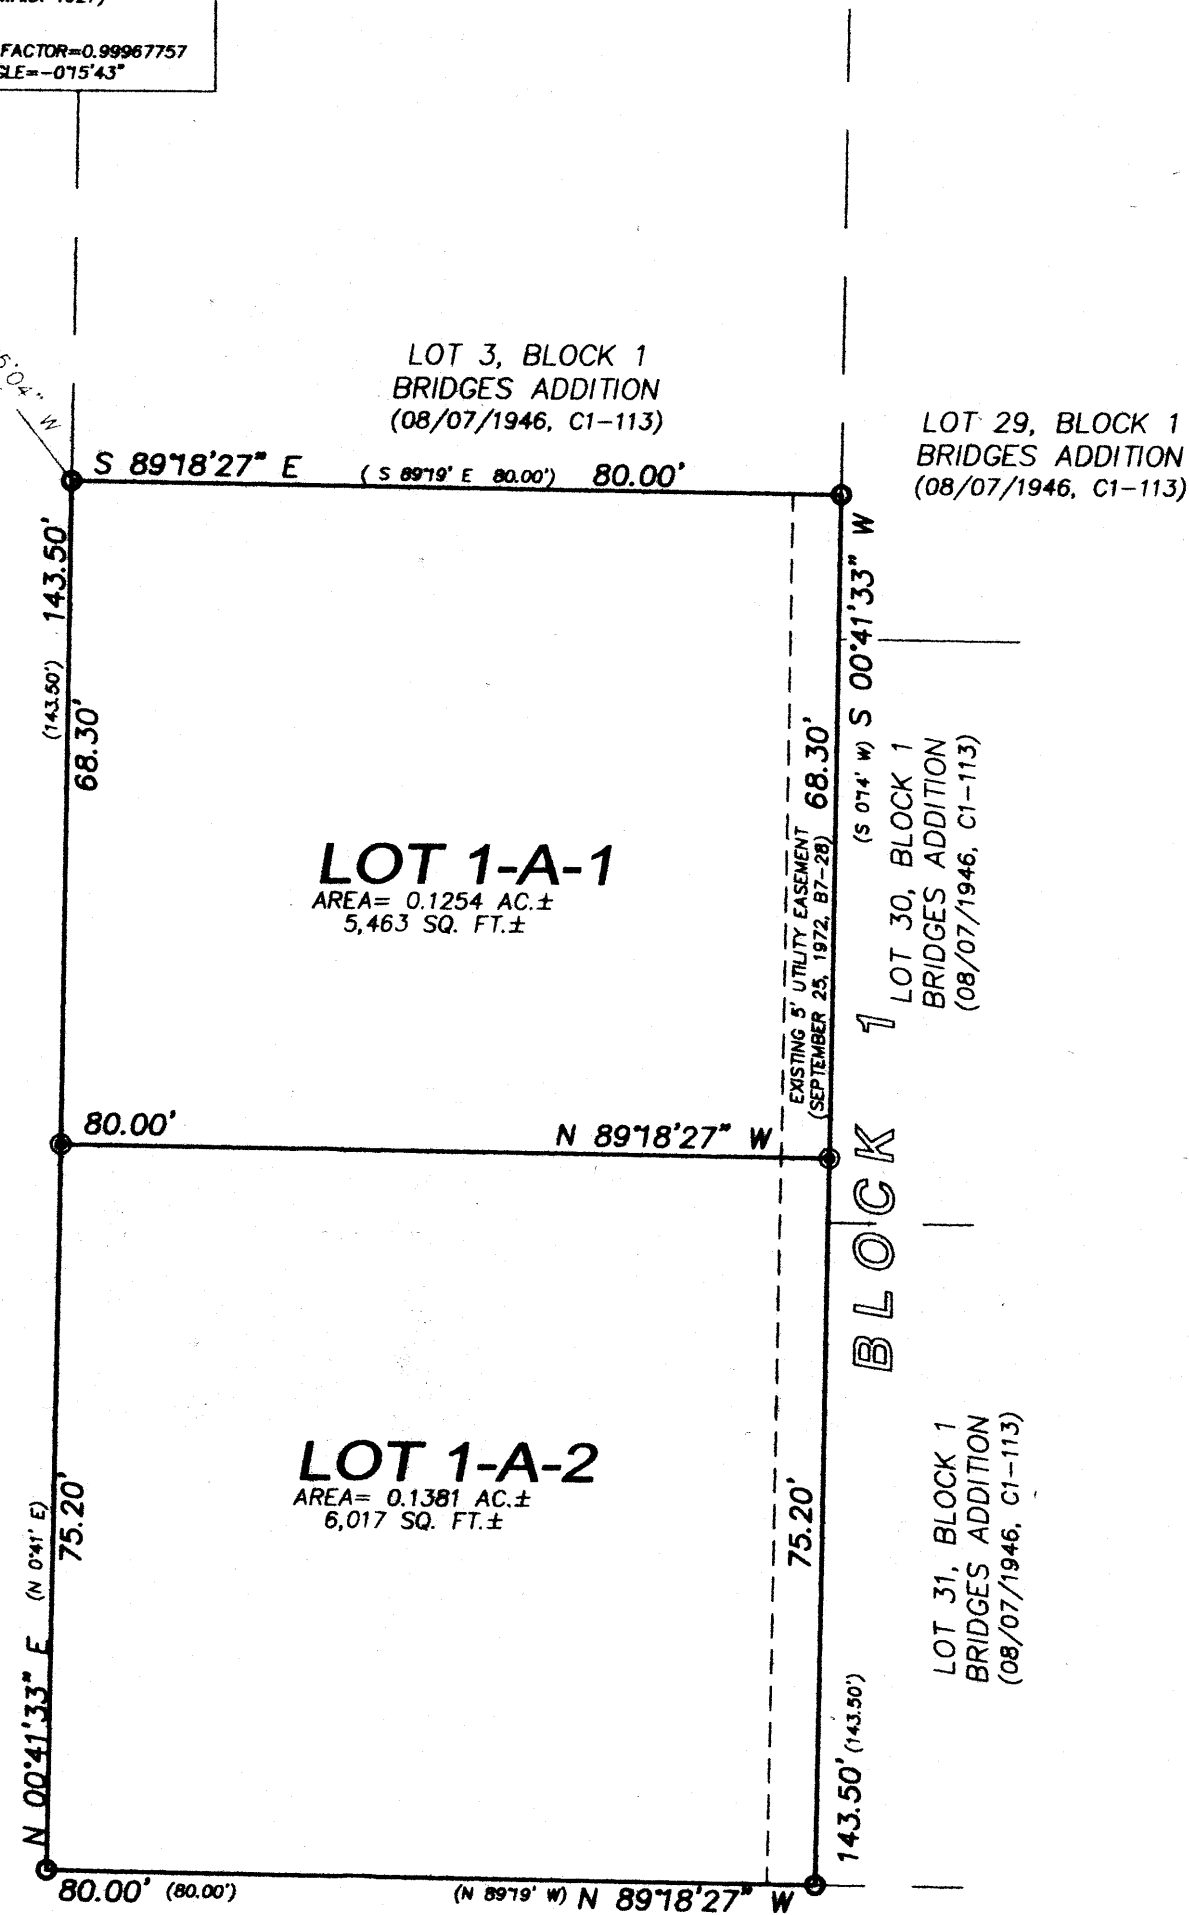 FACTOR=0.99967757
GLE=-0°15'43"
LOT 3, BLOCK 1
BRIDGES ADDITION
(08/07/1946, C1-113)
LOT 29, BLOCK 1
BRIDGES ADDITION
(08/07/1946, C1-113)
S 89°18'27" E
( S 89°19' E 80.00')
80.00'
143.50'
(143.50')
68.30'
S 00°41'33" W
(S 0°14' W)
68.30'
EXISTING 5' UTILITY EASEMENT
(SEPTEMBER 25, 1972, B7-28)
LOT 30, BLOCK 1
BRIDGES ADDITION
(08/07/1946, C1-113)
LOT 1-A-1
AREA= 0.1254 AC.±
5,463 SQ. FT.±
80.00'
N 89°18'27" W
BLOCK 1
LOT 1-A-2
AREA= 0.1381 AC.±
6,017 SQ. FT.±
75.20'
(N 0°41' E)
N 00°41'33" E
75.20'
LOT 31, BLOCK 1
BRIDGES ADDITION
(08/07/1946, C1-113)
143.50' (143.50')
80.00' (80.00')
(N 89°19' W) N 89°18'27" W